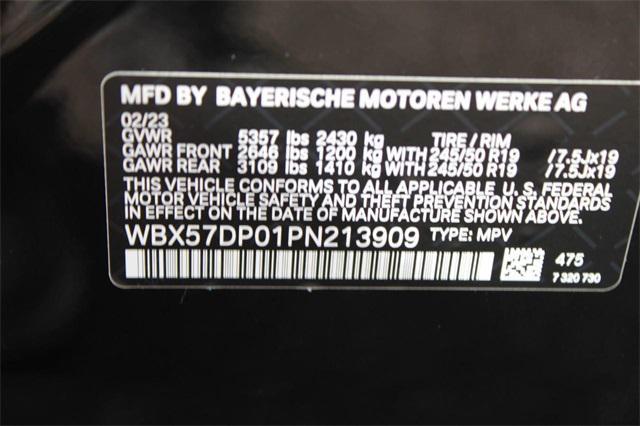 MFD BY BAYERISCHE MOTOREN WERKE AG
02/23
GVWR 5357 lbs 2430 kg TIRE / RIM
GAWR FRONT 2646 lbs 1200 kg WITH 245/50 R19 /7.5Jx19
GAWR REAR 3109 lbs 1410 kg WITH 245/50 R19 /7.5Jx19
THIS VEHICLE CONFORMS TO ALL APPLICABLE U. S. FEDERAL
MOTOR VEHICLE SAFETY AND THEFT PREVENTION STANDARDS
IN EFFECT ON THE DATE OF MANUFACTURE SHOWN ABOVE.
WBX57DP01PN213909 TYPE: MPV
475
7 320 730